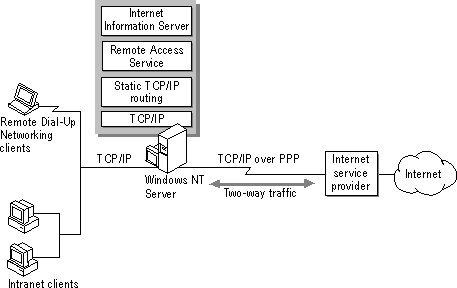 Internet
Information Server
Remote Access
Service
Static TCP/IP
routing
TCP/IP
Remote Dial-Up
Networking
clients
TCP/IP
Windows NT
Server
TCP/IP over PPP
Two-way traffic
Internet
service
provider
Internet
Intranet clients